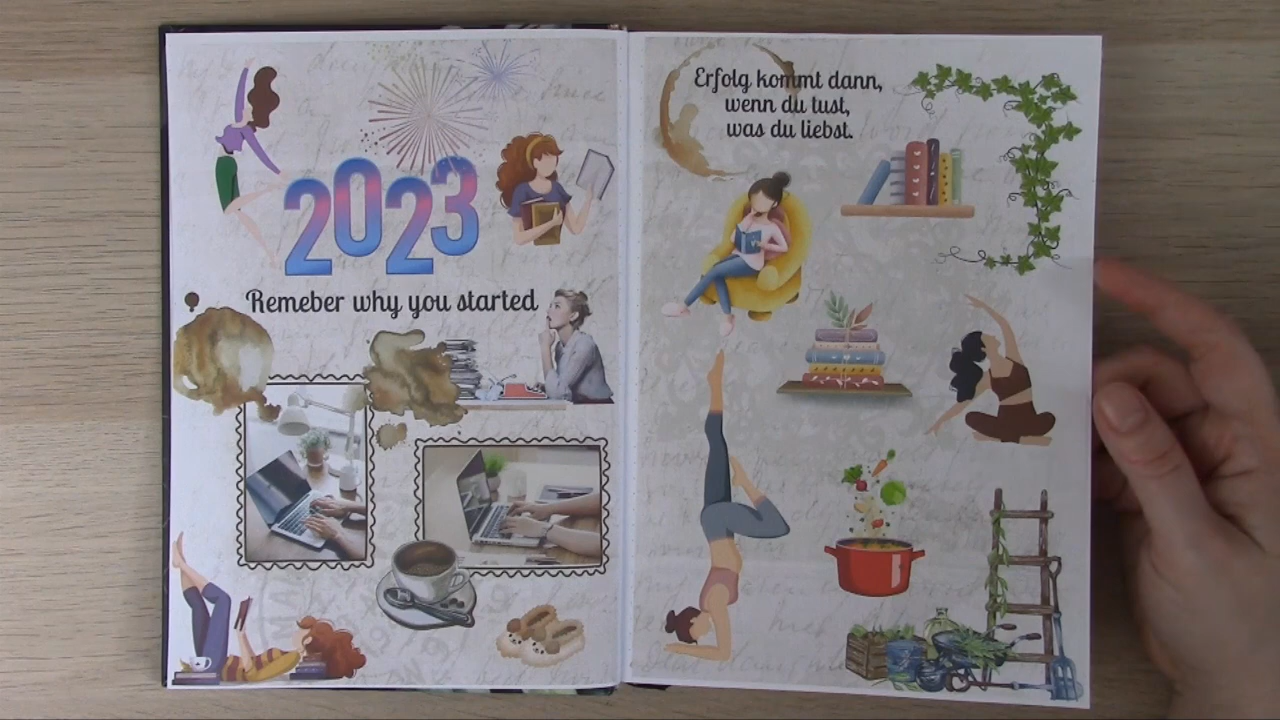 2023
Remeber why you started
Erfolg kommt dann,
wenn du tust,
was du liebst.